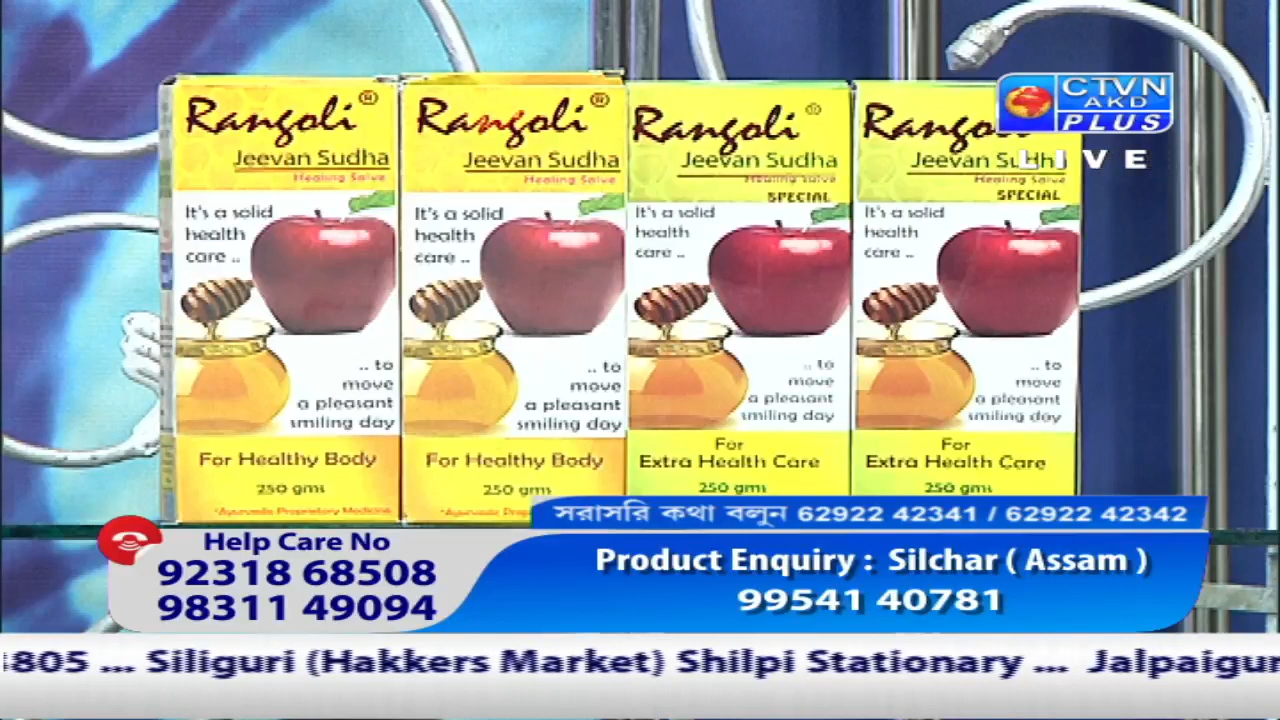 CTVN
AKD
PLUS
LIVE
Rangoli®
Jeevan Sudha
Healing Salve
It's a solid
health
care ..
.. to
move
a pleasant
smiling day
For Healthy Body
250 gms
*Ayurvedic Proprietary Medicine
Rangoli®
Jeevan Sudha
Healing Salve
It's a solid
health
care ..
.. to
move
a pleasant
smiling day
For Healthy Body
250 gms
Rangoli®
Jeevan Sudha
Healing Salve
SPECIAL
It's a solid
health
care ..
.. to
move
a pleasant
smiling day
For
Extra Health Care
250 gms
Jeevan Sudha
Healing Salve
SPECIAL
It's a solid
health
care ..
.. to
move
a pleasant
smiling day
For
Extra Health Care
250 gms
সরাসরি কথা বলুন 62922 42341 / 62922 42342
Help Care No
92318 68508
98311 49094
Product Enquiry : Silchar ( Assam )
99541 40781
805 ... Siliguri (Hakkers Market) Shilpi Stationary ...